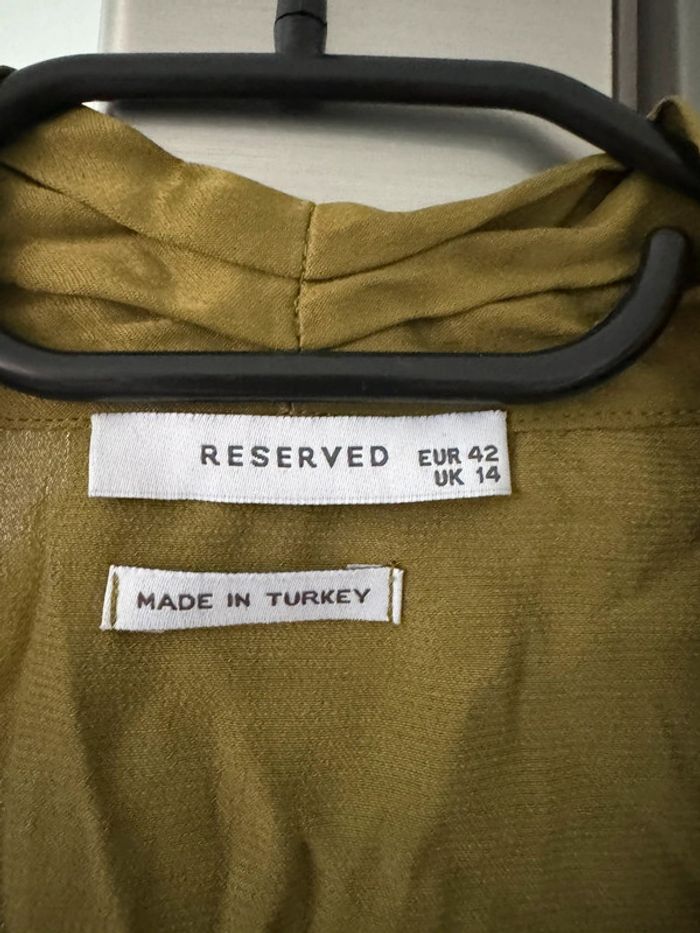 RESERVED
EUR 42
UK 14
MADE IN TURKEY